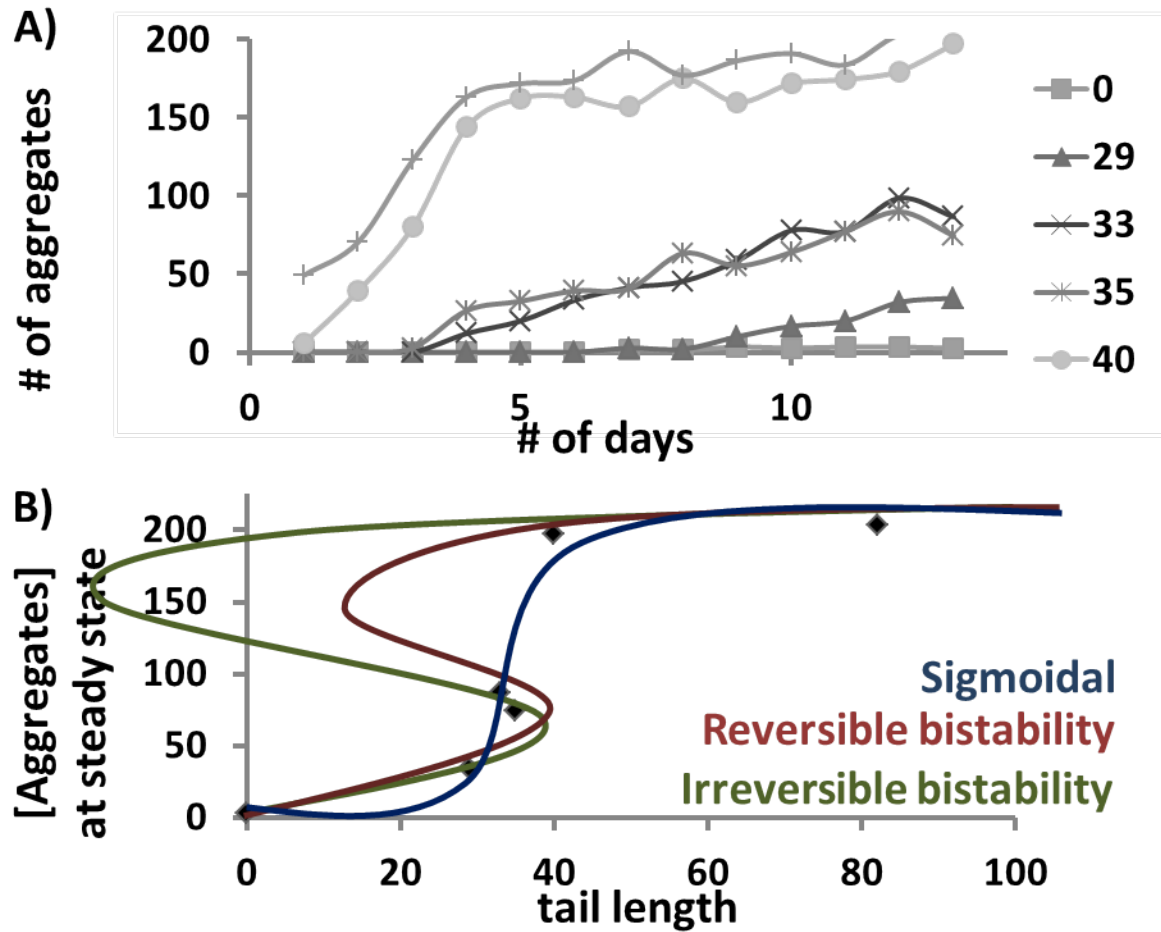 A)
# of aggregates
200
150
100
50
0
0
5
10
# of days
0
29
33
35
40
B)
[Aggregates]
at steady state
200
150
100
50
0
0
20
40
60
80
100
tail length
Sigmoidal
Reversible bistability
Irreversible bistability